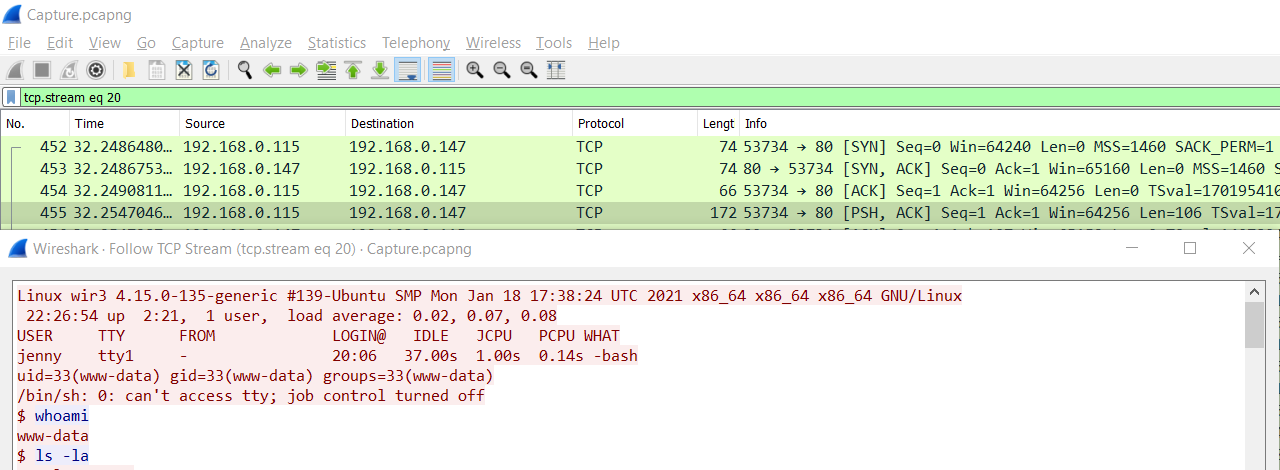 Capture.pcapng
File Edit View Go Capture Analyze Statistics Telephony Wireless Tools Help
tcp.stream eq 20
No. Time Source Destination Protocol Lengt Info
452 32.2486480… 192.168.0.115 192.168.0.147 TCP 74 53734 → 80 [SYN] Seq=0 Win=64240 Len=0 MSS=1460 SACK_PERM=1
453 32.2486753… 192.168.0.147 192.168.0.115 TCP 74 80 → 53734 [SYN, ACK] Seq=0 Ack=1 Win=65160 Len=0 MSS=1460 S
454 32.2490811… 192.168.0.115 192.168.0.147 TCP 66 53734 → 80 [ACK] Seq=1 Ack=1 Win=64256 Len=0 TSval=170195410
455 32.2547046… 192.168.0.115 192.168.0.147 TCP 172 53734 → 80 [PSH, ACK] Seq=1 Ack=1 Win=64256 Len=106 TSval=17
Wireshark · Follow TCP Stream (tcp.stream eq 20) · Capture.pcapng
Linux wir3 4.15.0-135-generic #139-Ubuntu SMP Mon Jan 18 17:38:24 UTC 2021 x86_64 x86_64 x86_64 GNU/Linux
22:26:54 up 2:21, 1 user, load average: 0.02, 0.07, 0.08
USER TTY FROM LOGIN@ IDLE JCPU PCPU WHAT
jenny tty1 - 20:06 37.00s 1.00s 0.14s -bash
uid=33(www-data) gid=33(www-data) groups=33(www-data)
/bin/sh: 0: can't access tty; job control turned off
$ whoami
www-data
$ ls -la